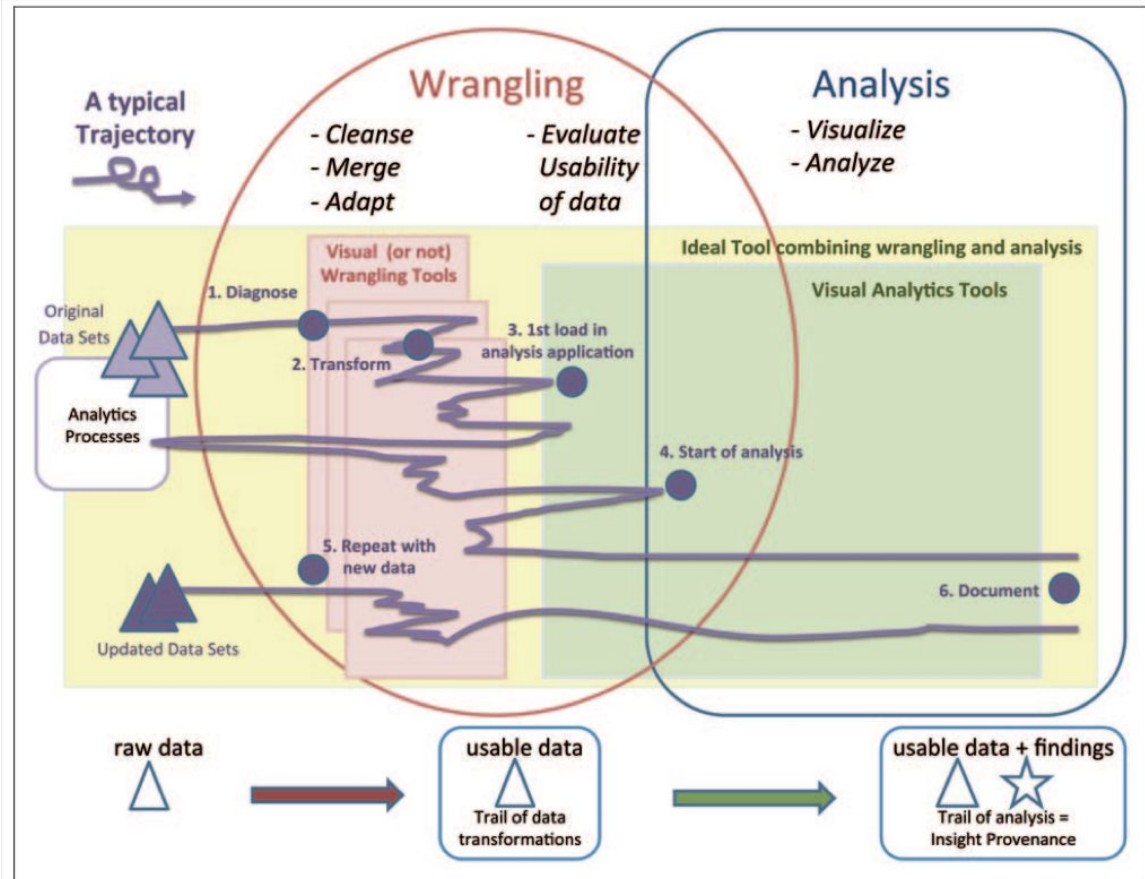 Wrangling
Analysis
A typical
Trajectory
- Cleanse
- Merge
- Adapt
- Evaluate
Usability
of data
- Visualize
- Analyze
Visual (or not)
Wrangling Tools
Ideal Tool combining wrangling and analysis
Visual Analytics Tools
1. Diagnose
Original
Data Sets
2. Transform
3. 1st load in
analysis application
Analytics
Processes
4. Start of analysis
5. Repeat with
new data
6. Document
Updated Data Sets
raw data
usable data
Trail of data
transformations
usable data + findings
Trail of analysis =
Insight Provenance